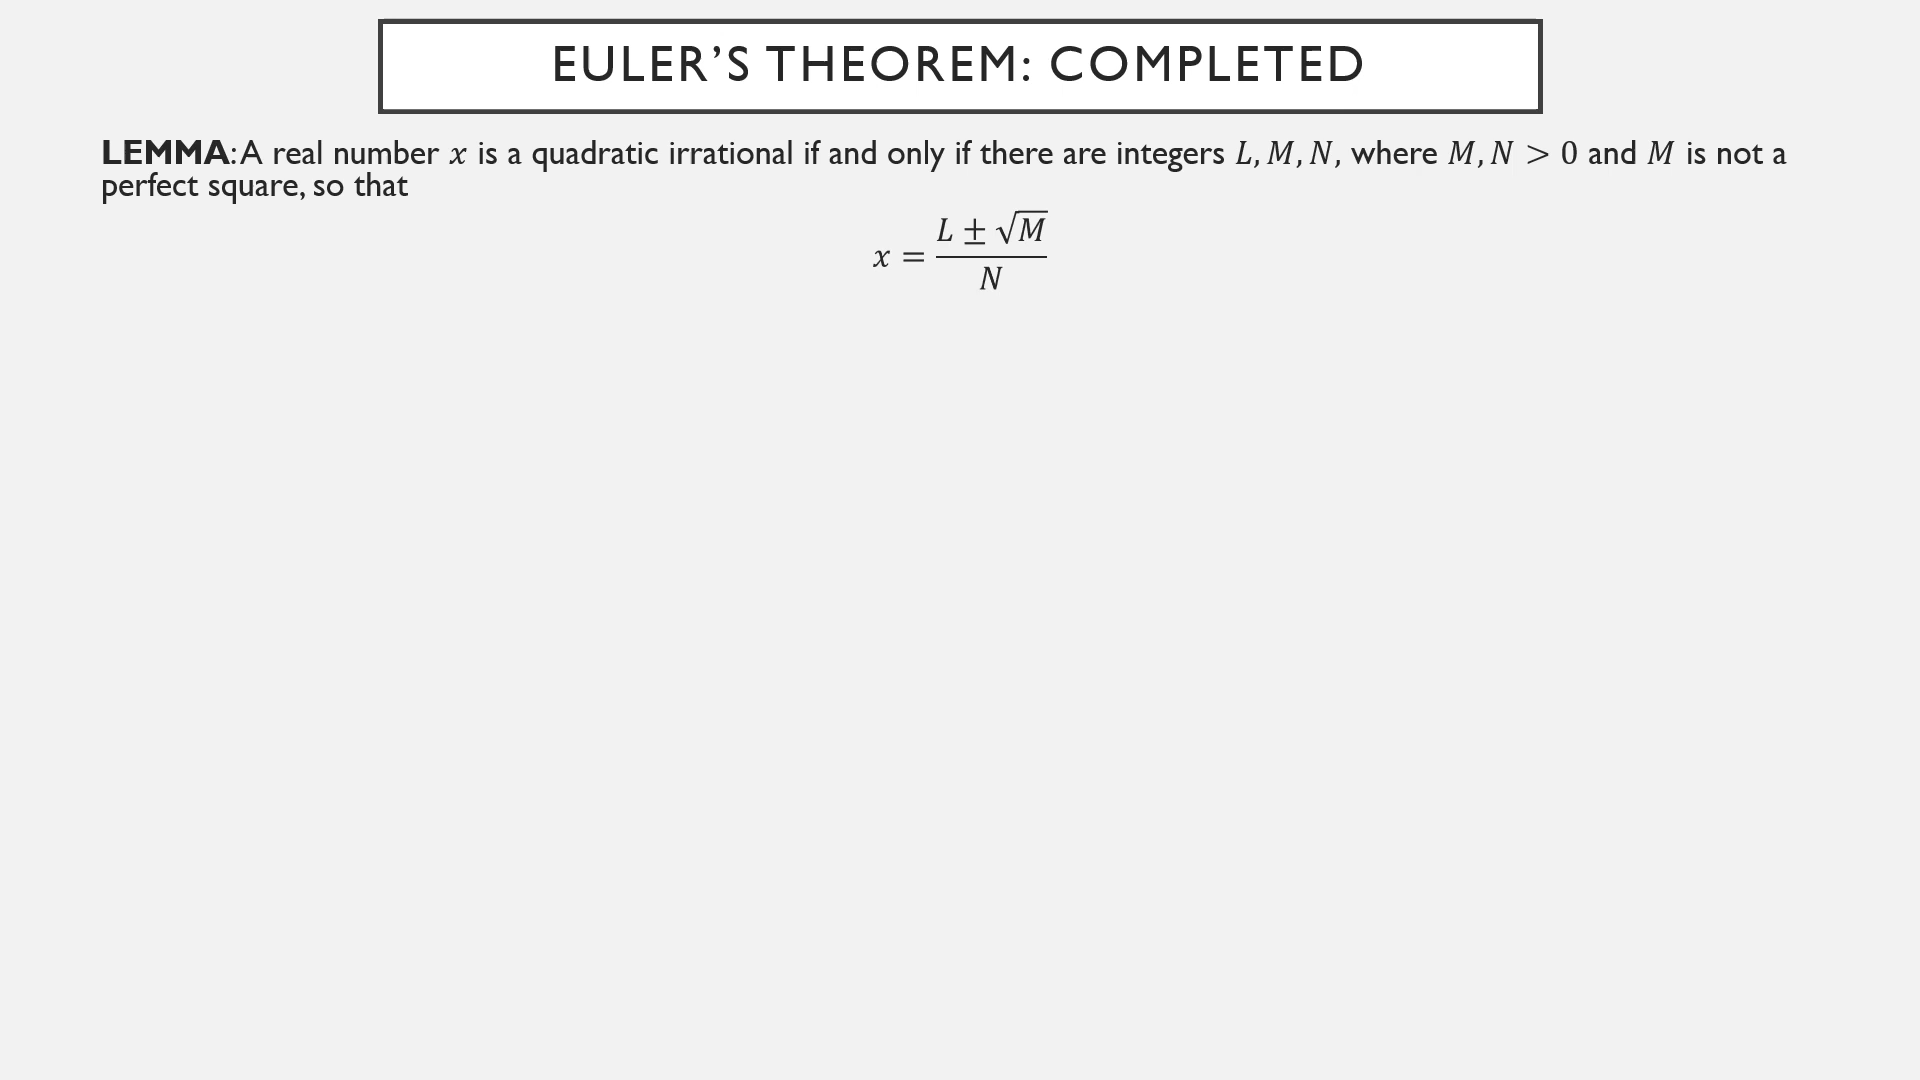 EULER’S THEOREM: COMPLETED
LEMMA: A real number x is a quadratic irrational if and only if there are integers L, M, N, where M, N > 0 and M is not a
perfect square, so that
x = (L ± √M) / N